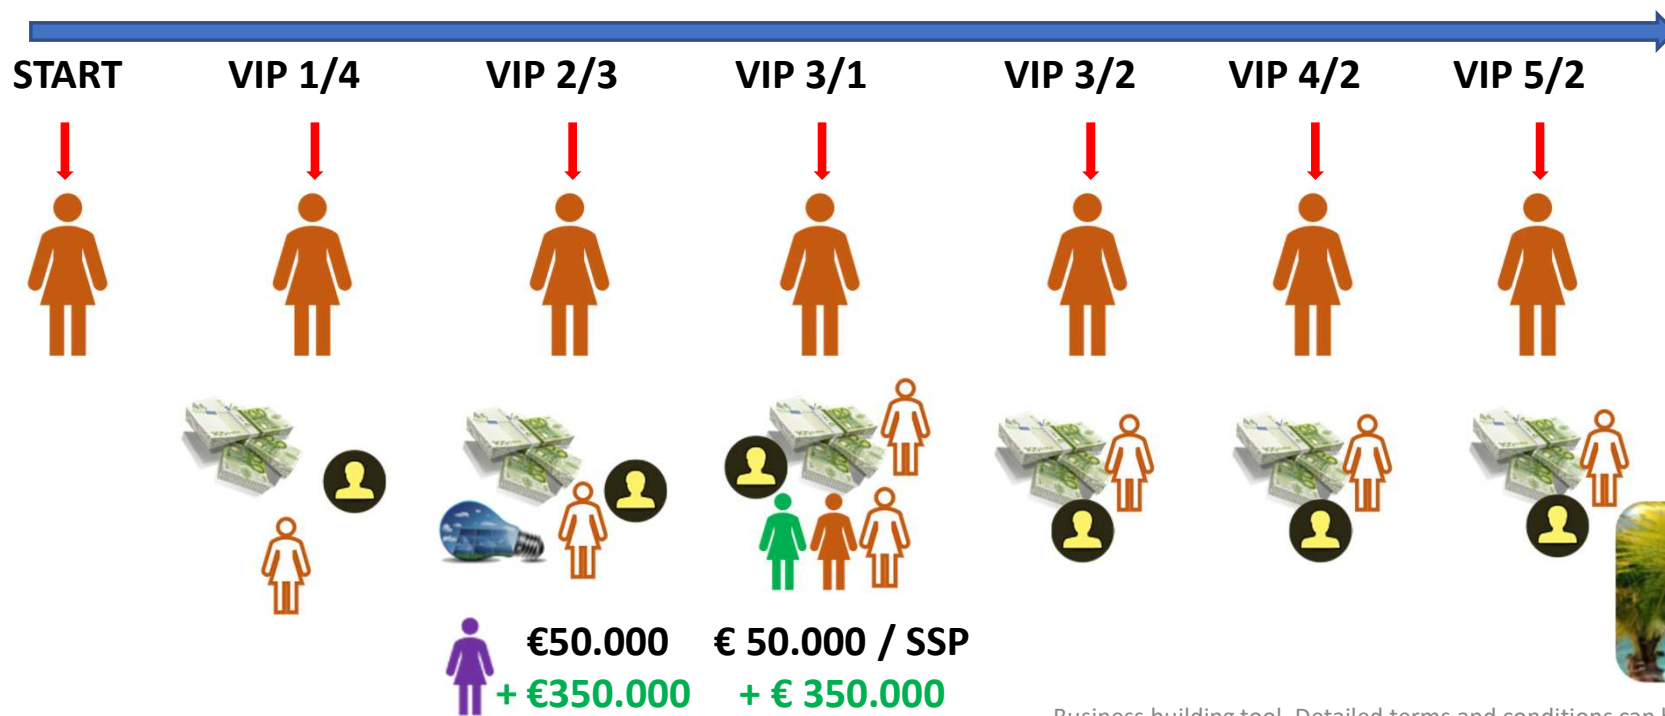 START VIP 1/4 VIP 2/3 VIP 3/1 VIP 3/2 VIP 4/2 VIP 5/2
€50.000 € 50.000 / SSP
+ €350.000 + € 350.000
Business building tool. Detailed terms and conditions can